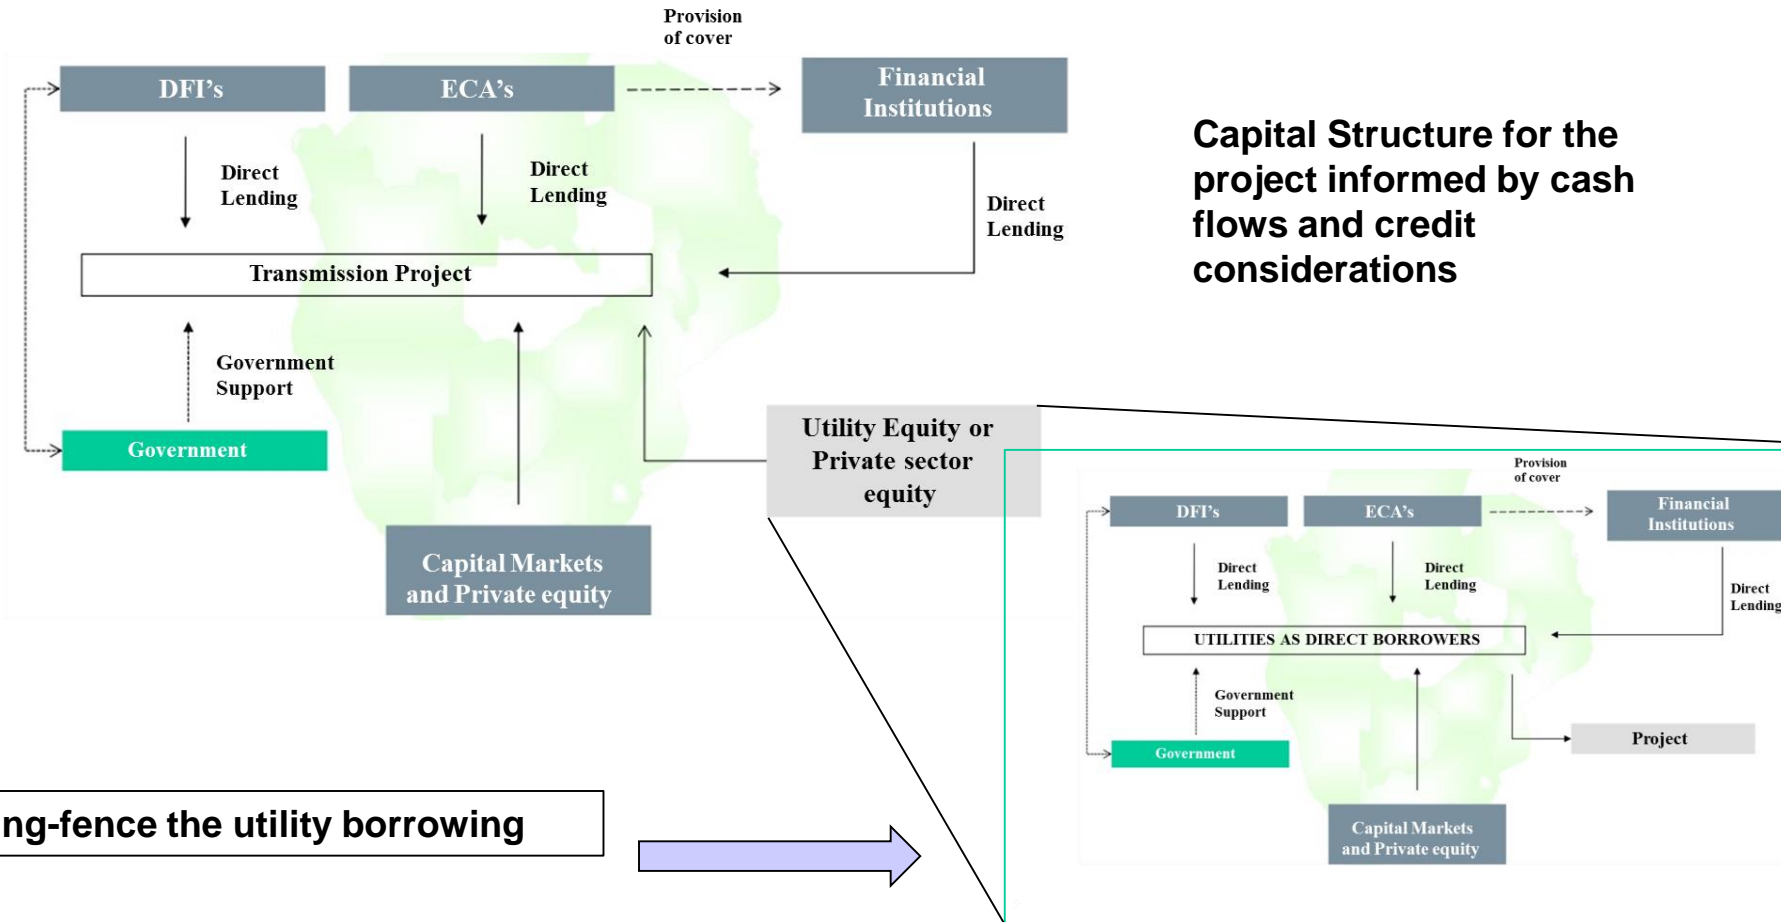 Provision
of cover
DFI's
ECA's
Financial
Institutions
Direct
Lending
Direct
Lending
Direct
Lending
Transmission Project
Government
Support
Government
Utility Equity or
Private sector
equity
Capital Markets
and Private equity
Capital Structure for the
project informed by cash
flows and credit
considerations
Provision
of cover
DFI's
ECA's
Financial
Institutions
Direct
Lending
Direct
Lending
Direct
Lending
UTILITIES AS DIRECT BORROWERS
Government
Support
Government
Project
Capital Markets
and Private equity
ng-fence the utility borrowing